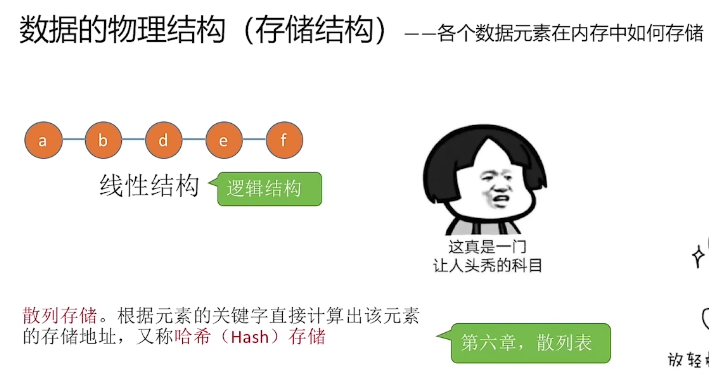 数据的物理结构（存储结构）——各个数据元素在内存中如何存储
a b d e f
线性结构 逻辑结构
这真是一门
让人头秃的科目
散列存储。根据元素的关键字直接计算出该元素
的存储地址，又称哈希（Hash）存储
第六章，散列表
放轻